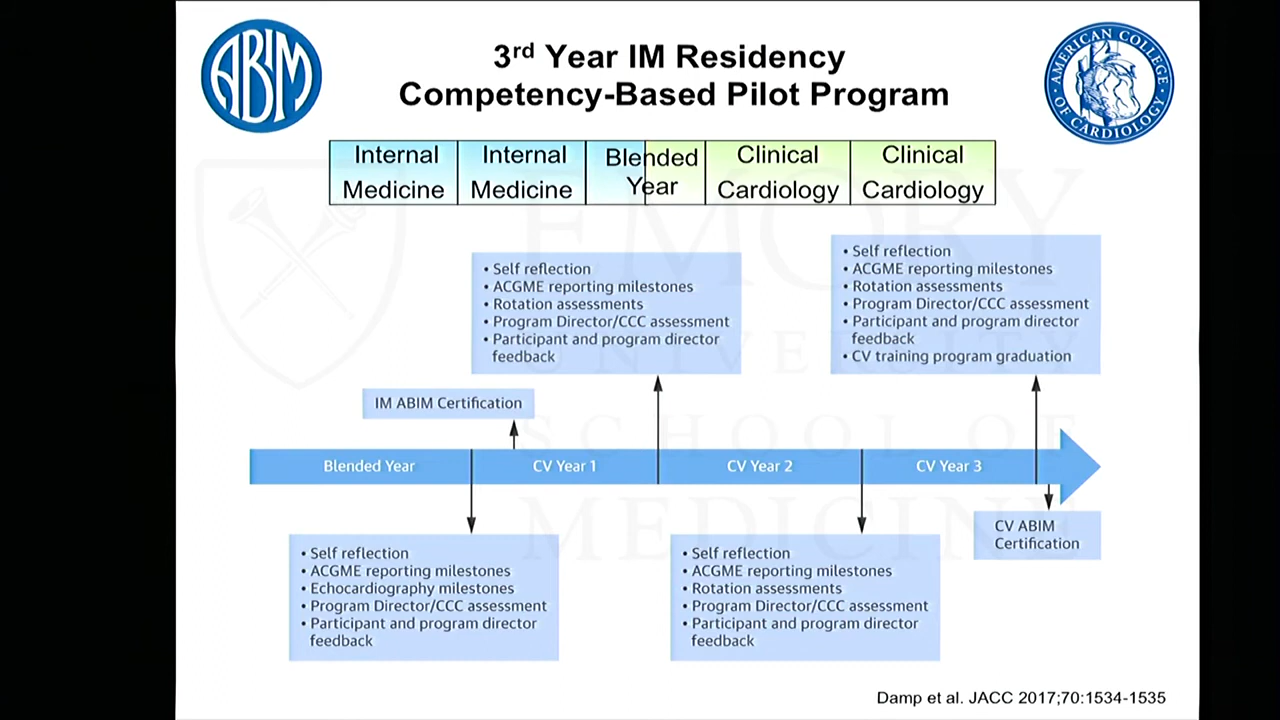 ABIM
3rd Year IM Residency
Competency-Based Pilot Program
AMERICAN COLLEGE
OF CARDIOLOGY
Internal Medicine
Internal Medicine
Blended Year
Clinical Cardiology
Clinical Cardiology
• Self reflection
• ACGME reporting milestones
• Rotation assessments
• Program Director/CCC assessment
• Participant and program director
feedback
• Self reflection
• ACGME reporting milestones
• Rotation assessments
• Program Director/CCC assessment
• Participant and program director
feedback
• CV training program graduation
IM ABIM Certification
Blended Year
CV Year 1
CV Year 2
CV Year 3
• Self reflection
• ACGME reporting milestones
• Echocardiography milestones
• Program Director/CCC assessment
• Participant and program director
feedback
• Self reflection
• ACGME reporting milestones
• Rotation assessments
• Program Director/CCC assessment
• Participant and program director
feedback
CV ABIM
Certification
EMORY
UNIVERSITY
SCHOOL OF
MEDICINE
Damp et al. JACC 2017;70:1534-1535